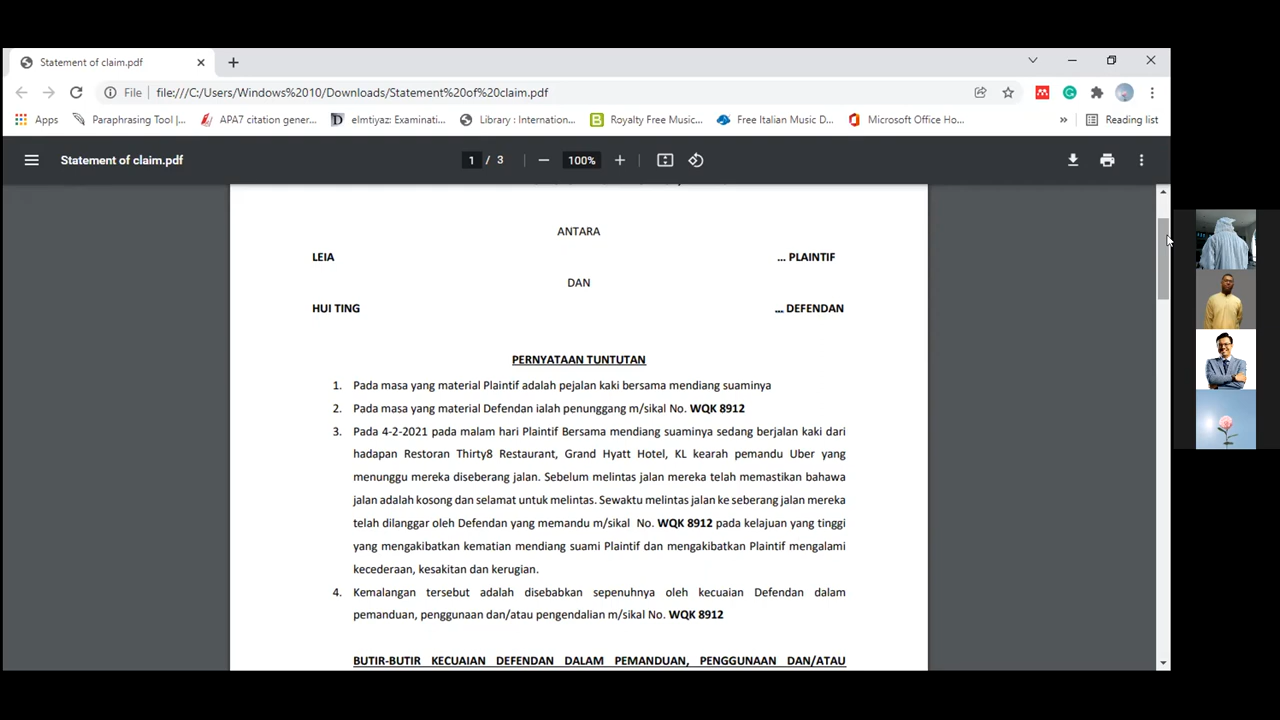 Statement of claim.pdf
File
file:///C:/Users/Windows%2010/Downloads/Statement%20of%20claim.pdf
Apps
Paraphrasing Tool |...
APA7 citation gener...
elmtiyaz: Examinati...
Library : Internation...
Royalty Free Music...
Free Italian Music D...
Microsoft Office Ho...
»
Reading list
Statement of claim.pdf
1 / 3
100%
ANTARA
LEIA ... PLAINTIF
DAN
HUI TING ... DEFENDAN
PERNYATAAN TUNTUTAN
1. Pada masa yang material Plaintif adalah pejalan kaki bersama mendiang suaminya
2. Pada masa yang material Defendan ialah penunggang m/sikal No. WQK 8912
3. Pada 4-2-2021 pada malam hari Plaintif Bersama mendiang suaminya sedang berjalan kaki dari
hadapan Restoran Thirty8 Restaurant, Grand Hyatt Hotel, KL kearah pemandu Uber yang
menunggu mereka diseberang jalan. Sebelum melintas jalan mereka telah memastikan bahawa
jalan adalah kosong dan selamat untuk melintas. Sewaktu melintas jalan ke seberang jalan mereka
telah dilanggar oleh Defendan yang memandu m/sikal No. WQK 8912 pada kelajuan yang tinggi
yang mengakibatkan kematian mendiang suami Plaintif dan mengakibatkan Plaintif mengalami
kecederaan, kesakitan dan kerugian.
4. Kemalangan tersebut adalah disebabkan sepenuhnya oleh kecuaian Defendan dalam
pemanduan, penggunaan dan/atau pengendalian m/sikal No. WQK 8912
BUTIR-BUTIR KECUAIAN DEFENDAN DALAM PEMANDUAN, PENGGUNAAN DAN/ATAU